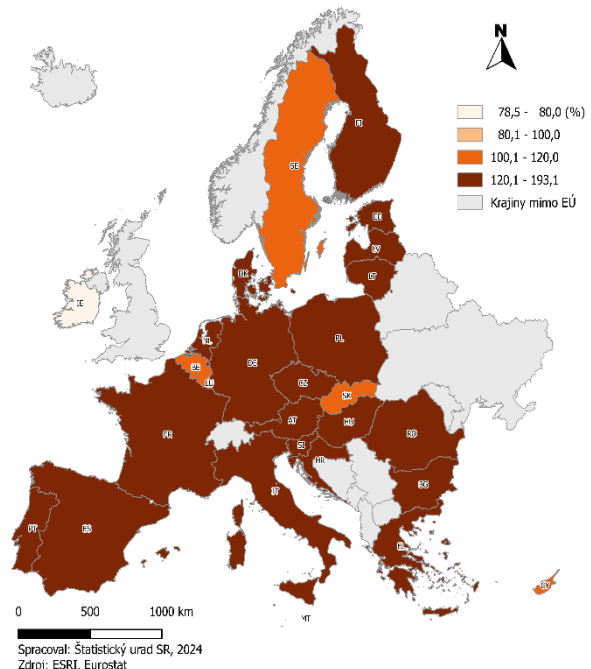 N
78,5 - 80,0 (%)
80,1 - 100,0
100,1 - 120,0
120,1 - 193,1
Krajiny mimo EÚ
FI
SE
EE
LV
LT
DK
IE
NL
PL
DE
BE
LU
CZ
SK
AT
HU
FR
SI
RO
HR
IT
BG
PT
ES
EL
CY
MT
0 500 1000 km
Spracoval: Štatistický urad SR, 2024
Zdroj: ESRI, Eurostat